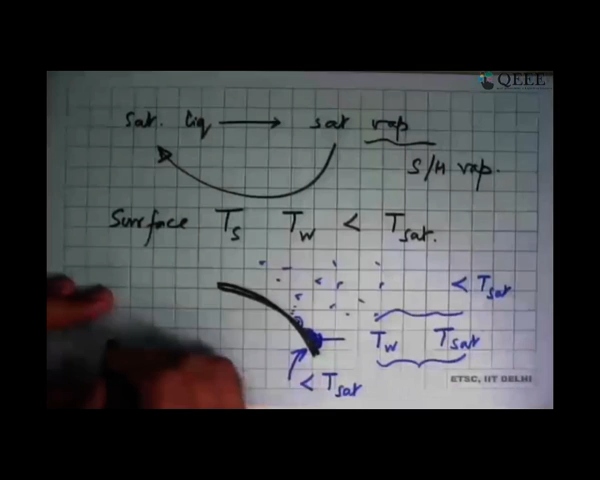 QEEE
Sat. liq → sat vap
S/H vap.
Surface Ts Tw < Tsat.
< Tsat
Tw Tsat
< Tsat
ETSC, IIT DELHI